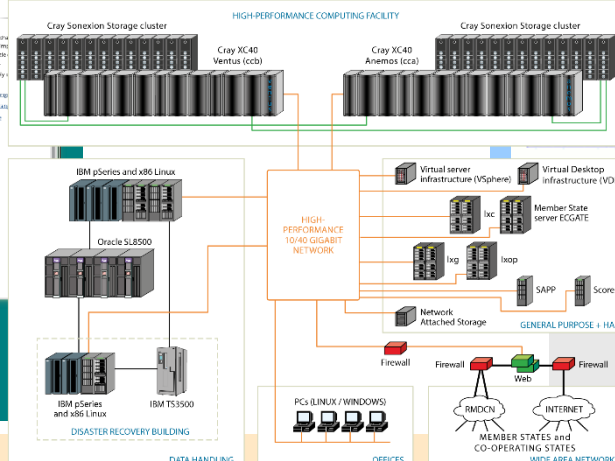 HIGH-PERFORMANCE COMPUTING FACILITY
Cray Sonexion Storage cluster
Cray Sonexion Storage cluster
Cray XC40
Ventus (ccb)
Cray XC40
Anemos (cca)
IBM pSeries and x86 Linux
Oracle SL8500
HIGH-
PERFORMANCE
10/40 GIGABIT
NETWORK
Virtual server
infrastructure (VSphere)
Virtual Desktop
infrastructure (VD
lxc
Member State
server ECGATE
lxg
lxop
SAPP
Score
Network
Attached Storage
GENERAL PURPOSE + HA
IBM pSeries
and x86 Linux
IBM TS3500
DISASTER RECOVERY BUILDING
DATA HANDLING
Firewall
PCs (LINUX / WINDOWS)
OFFICES
Firewall
Web
Firewall
RMDCN
INTERNET
MEMBER STATES and
CO-OPERATING STATES
WIDE AREA NETWORK